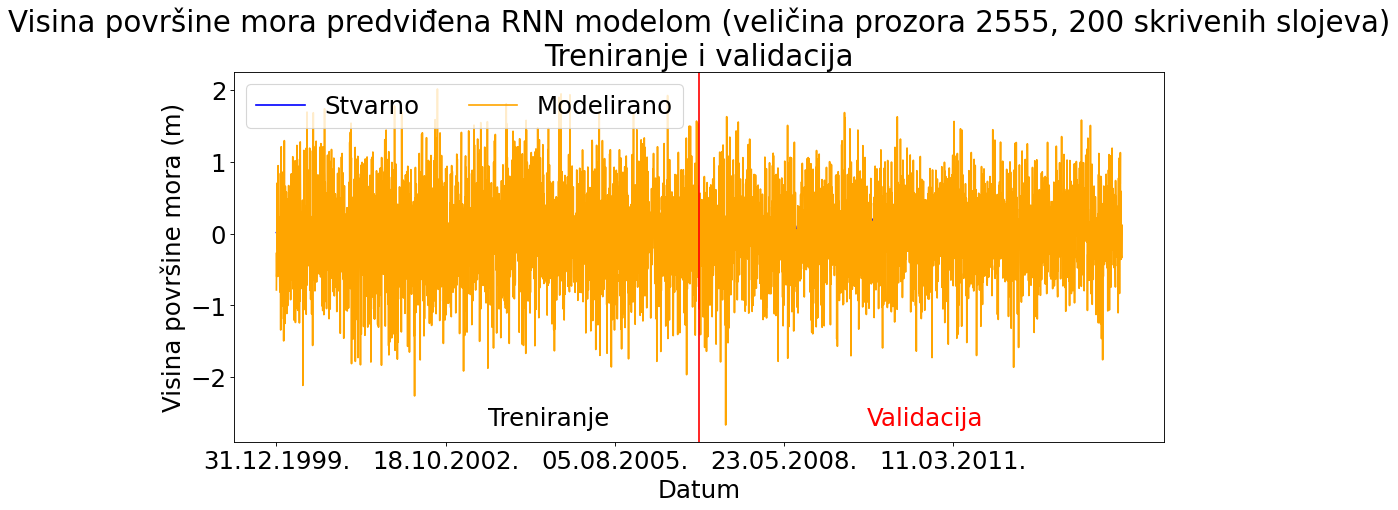 Visina površine mora predviđena RNN modelom (veličina prozora 2555, 200 skrivenih slojeva)
Treniranje i validacija
Stvarno Modelirano
Visina površine mora (m)
2
1
0
−1
−2
Treniranje Validacija
31.12.1999. 18.10.2002. 05.08.2005. 23.05.2008. 11.03.2011.
Datum